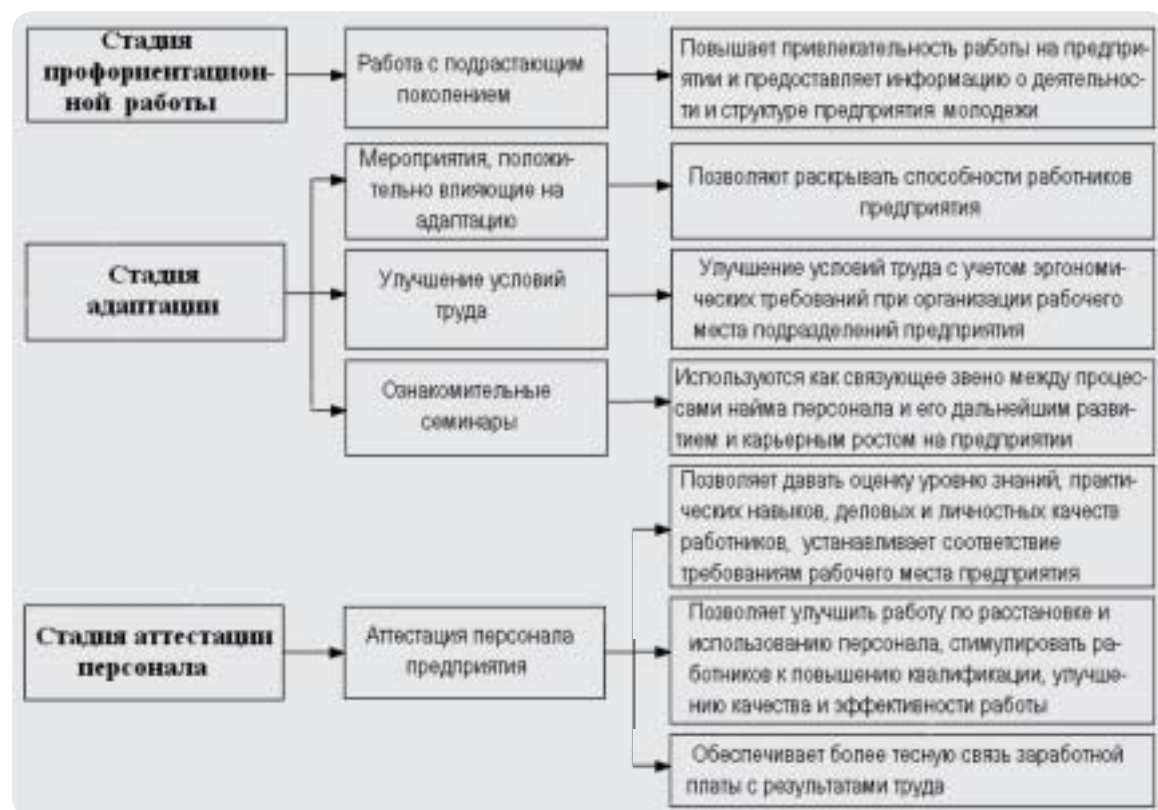 Стадия
профориентацион-
ной работы
Работа с подрастающим
поколением
Повышает привлекательность работы на предпри-
ятии и предоставляет информацию о деятельнос-
ти и структуре предприятия молодежи
Стадия
адаптации
Мероприятия, положи-
тельно влияющие на
адаптацию
Позволяют раскрывать способности работников
предприятия
Улучшение условий
труда
Улучшение условий труда с учетом эргономи-
ческих требований при организации рабочего
места подразделений предприятия
Ознакомительные
семинары
Используются как связующее звено между процес-
сами найма персонала и его дальнейшим разви-
тием и карьерным ростом на предприятии
Стадия аттестации
персонала
Аттестация персонала
предприятия
Позволяет давать оценку уровню знаний, практи-
ческих навыков, деловых и личностных качеств
работников, устанавливает соответствие
требованиям рабочего места предприятия
Позволяет улучшить работу по расстановке и
использованию персонала, стимулировать ра-
ботников к повышению квалификации, улучше-
нию качества и эффективности работы
Обеспечивает более тесную связь заработной
платы с результатами труда